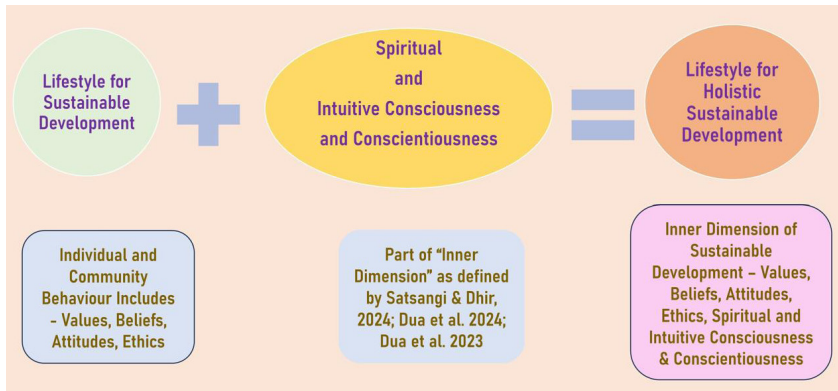 Lifestyle for
Sustainable
Development
Spiritual
and
Intuitive Consciousness
and Conscientiousness
Lifestyle for
Holistic
Sustainable
Development
Individual and
Community
Behaviour Includes
– Values, Beliefs,
Attitudes, Ethics
Part of “Inner
Dimension” as defined
by Satsangi & Dhir,
2024; Dua et al. 2024;
Dua et al. 2023
Inner Dimension of
Sustainable
Development – Values,
Beliefs, Attitudes,
Ethics, Spiritual and
Intuitive Consciousness
& Conscientiousness